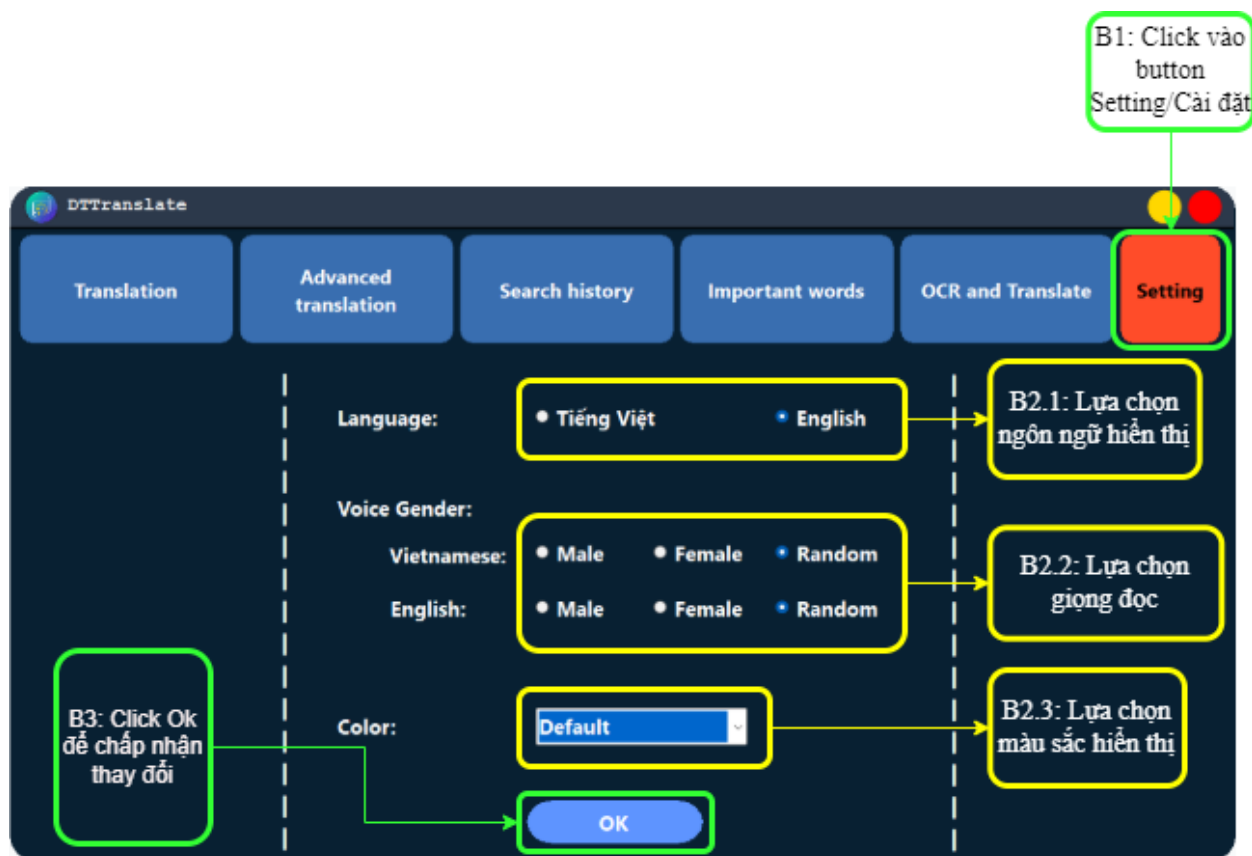 B1: Click vào
button
Setting/Cài đặt
DTTranslate
Translation
Advanced
translation
Search history
Important words
OCR and Translate
Setting
Language:
Tiếng Việt
English
B2.1: Lựa chọn
ngôn ngữ hiển thị
Voice Gender:
Vietnamese:
Male
Female
Random
English:
Male
Female
Random
B2.2: Lựa chọn
giọng đọc
B3: Click Ok
để chấp nhận
thay đổi
Color:
Default
B2.3: Lựa chọn
màu sắc hiển thị
OK